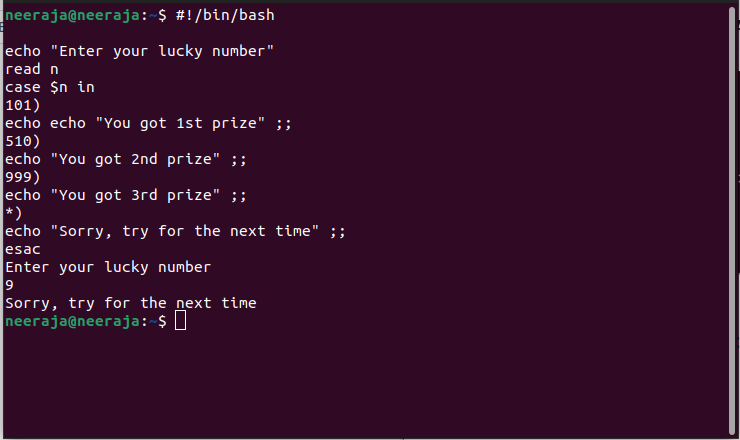 neeraja@neeraja:~$ #!/bin/bash
echo "Enter your lucky number"
read n
case $n in
101)
echo echo "You got 1st prize" ;;
510)
echo "You got 2nd prize" ;;
999)
echo "You got 3rd prize" ;;
*)
echo "Sorry, try for the next time" ;;
esac
Enter your lucky number
9
Sorry, try for the next time
neeraja@neeraja:~$